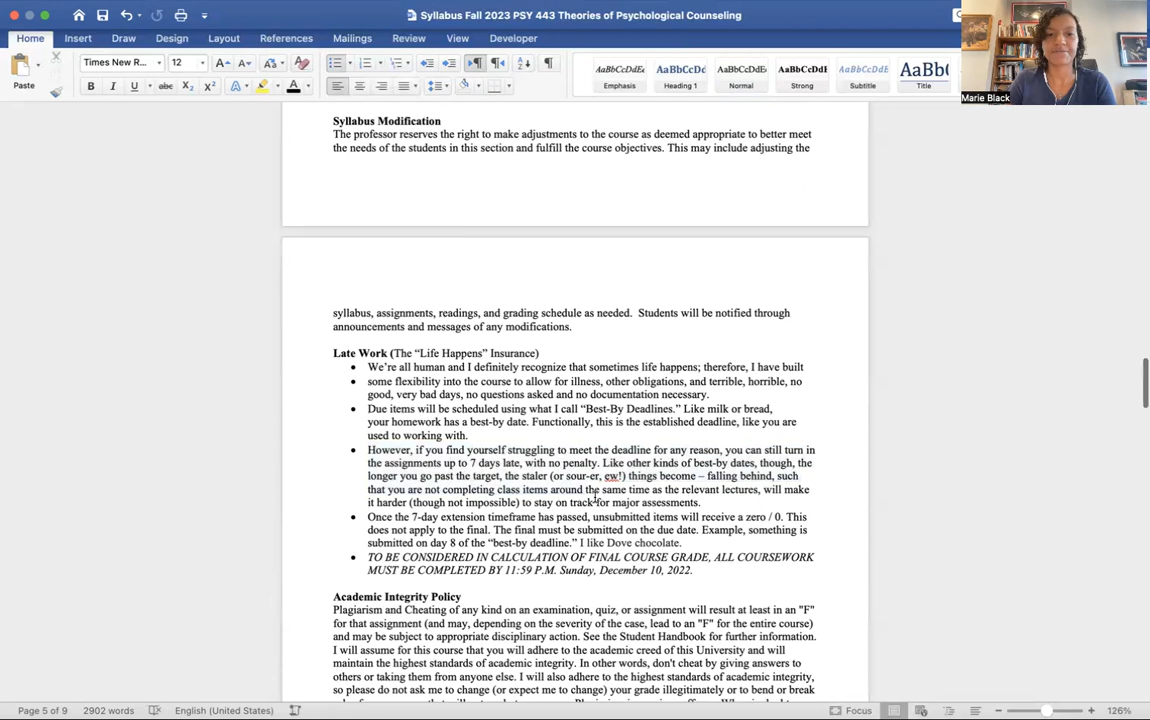 Syllabus Fall 2023 PSY 443 Theories of Psychological Counseling
Home Insert Draw Design Layout References Mailings Review View Developer
Paste
Times New R... 12
AaBbCcDdEe AaBbCcDc AaBbCcDdEe AaBbCcDdEe AaBbCcDdEe AaBb(
Emphasis Heading 1 Normal Strong Subtitle Title
Marie Black
Syllabus Modification
The professor reserves the right to make adjustments to the course as deemed appropriate to better meet
the needs of the students in this section and fulfill the course objectives. This may include adjusting the
syllabus, assignments, readings, and grading schedule as needed. Students will be notified through
announcements and messages of any modifications.
Late Work (The “Life Happens” Insurance)
• We’re all human and I definitely recognize that sometimes life happens; therefore, I have built
• some flexibility into the course to allow for illness, other obligations, and terrible, horrible, no
good, very bad days, no questions asked and no documentation necessary.
• Due items will be scheduled using what I call “Best-By Deadlines.” Like milk or bread,
your homework has a best-by date. Functionally, this is the established deadline, like you are
used to working with.
• However, if you find yourself struggling to meet the deadline for any reason, you can still turn in
the assignments up to 7 days late, with no penalty. Like other kinds of best-by dates, though, the
longer you go past the target, the staler (or sour-er, ew!) things become – falling behind, such
that you are not completing class items around the same time as the relevant lectures, will make
it harder (though not impossible) to stay on track for major assessments.
• Once the 7-day extension timeframe has passed, unsubmitted items will receive a zero / 0. This
does not apply to the final. The final must be submitted on the due date. Example, something is
submitted on day 8 of the “best-by deadline.” I like Dove chocolate.
• TO BE CONSIDERED IN CALCULATION OF FINAL COURSE GRADE, ALL COURSEWORK
MUST BE COMPLETED BY 11:59 P.M. Sunday, December 10, 2022.
Academic Integrity Policy
Plagiarism and Cheating of any kind on an examination, quiz, or assignment will result at least in an "F"
for that assignment (and may, depending on the severity of the case, lead to an "F" for the entire course)
and may be subject to appropriate disciplinary action. See the Student Handbook for further information.
I will assume for this course that you will adhere to the academic creed of this University and will
maintain the highest standards of academic integrity. In other words, don't cheat by giving answers to
others or taking them from anyone else. I will also adhere to the highest standards of academic integrity,
so please do not ask me to change (or expect me to change) your grade illegitimately or to bend or break
Page 5 of 9 2902 words English (United States) Focus 126%